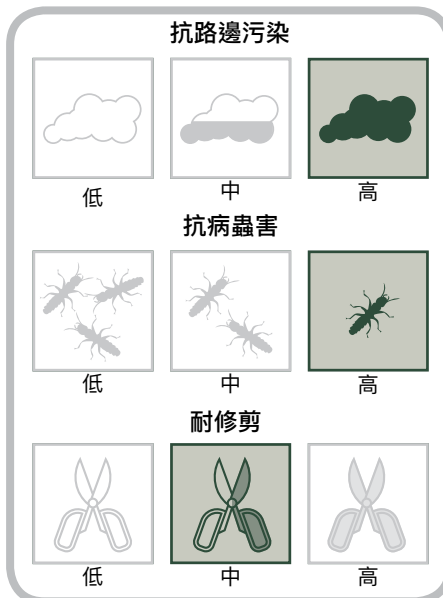 抗路邊污染
低 中 高
抗病蟲害
低 中 高
耐修剪
低 中 高